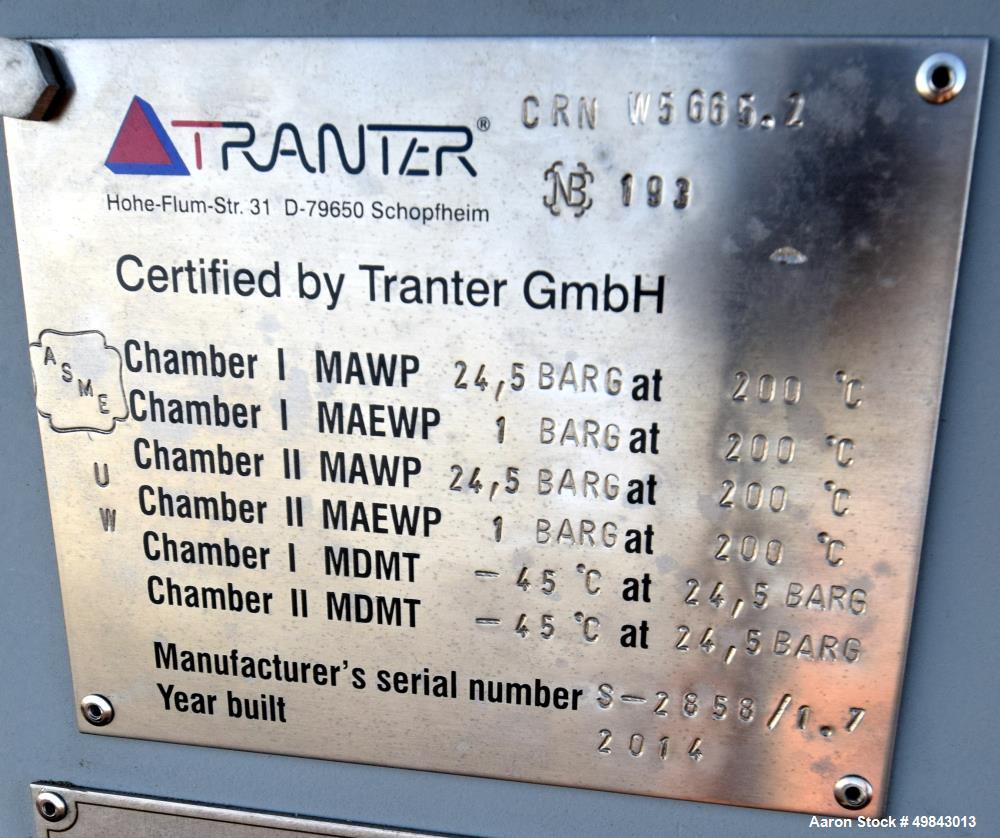 TRANTER®
CRN W5665.2
Hohe-Flum-Str. 31 D-79650 Schopfheim
NB 193
Certified by Tranter GmbH
ASME
U
W
Chamber I MAWP 24,5 BARG at 200 °C
Chamber I MAEWP 1 BARG at 200 °C
Chamber II MAWP 24,5 BARG at 200 °C
Chamber II MAEWP 1 BARG at 200 °C
Chamber I MDMT -45 °C at 24,5 BARG
Chamber II MDMT -45 °C at 24,5 BARG
Manufacturer's serial number S-2858/1.7
Year built 2014
Aaron Stock # 49843013